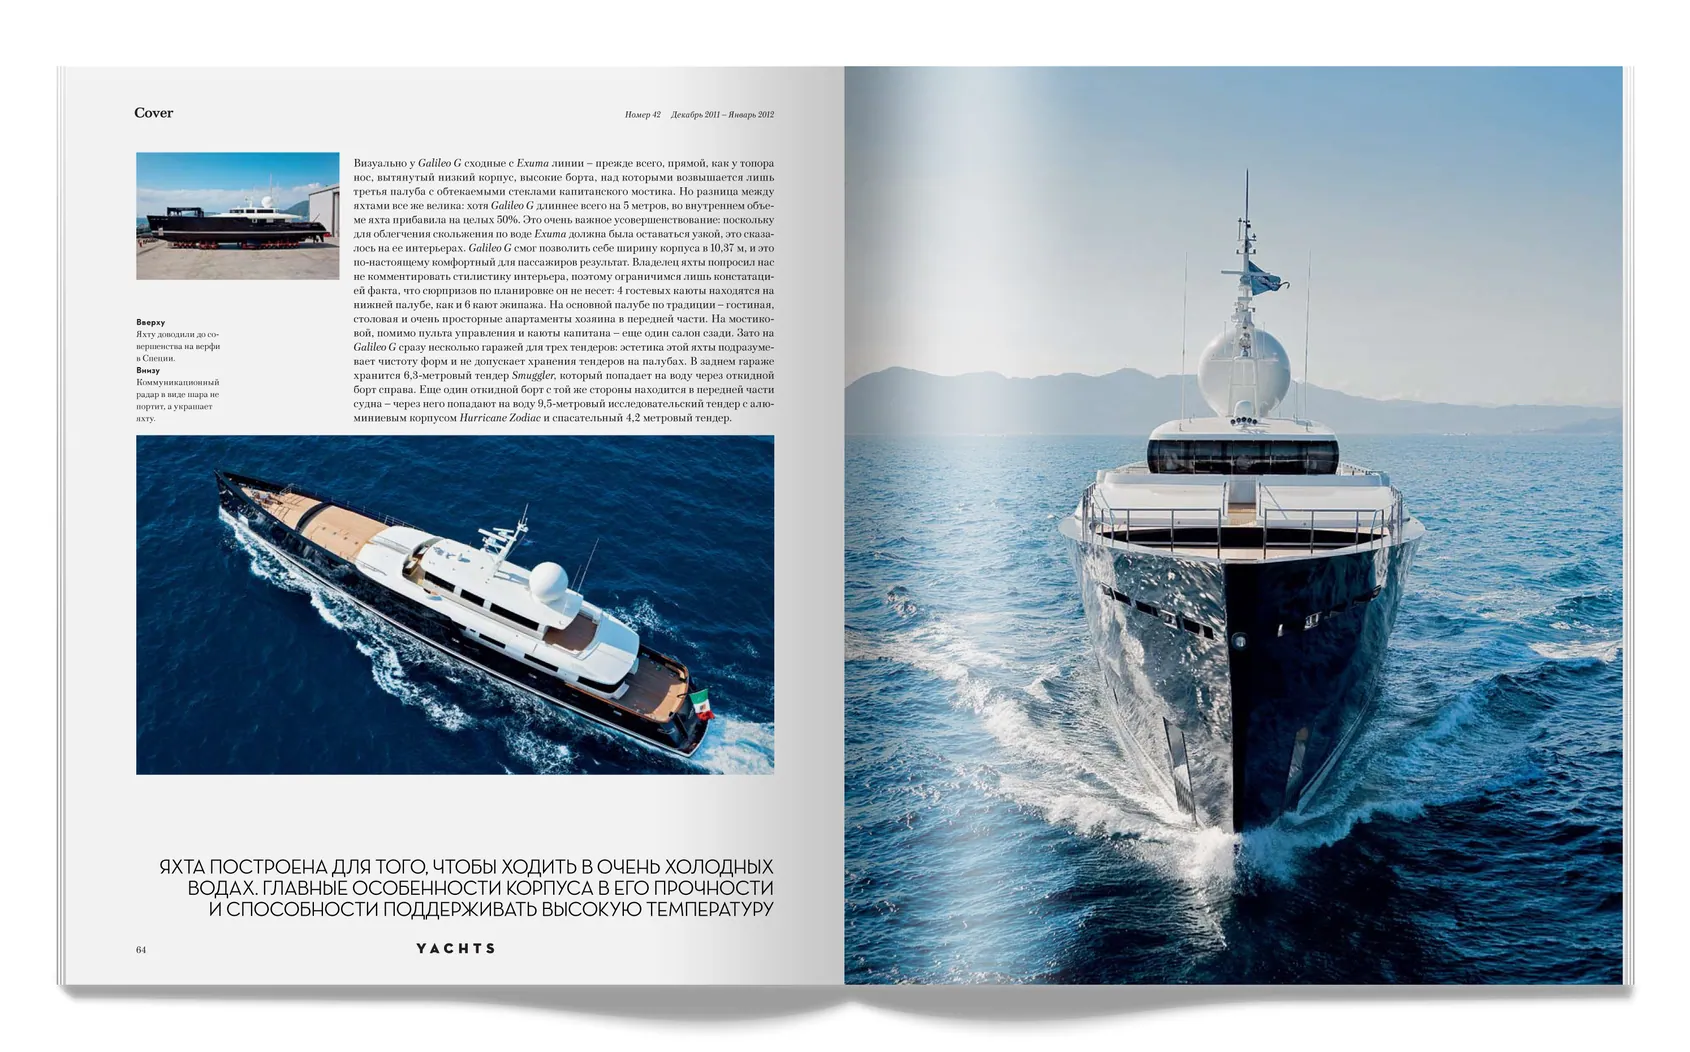 Cover
Номер 42 Декабрь 2011 – Январь 2012
Визуально у Galileo G сходные с Exuma линии – прежде всего, прямой, как у топора
нос, вытянутый низкий корпус, высокие борта, над которыми возвышается лишь
третья палуба с обтекаемыми стеклами капитанского мостика. Но разница между
яхтами все же велика: хотя Galileo G длиннее всего на 5 метров, во внутреннем объе-
ме яхта прибавила на целых 50%. Это очень важное усовершенствование: поскольку
для облегчения скольжения по воде Exuma должна была оставаться узкой, это сказа-
лось на ее интерьерах. Galileo G смог позволить себе ширину корпуса в 10,37 м, и это
по-настоящему комфортный для пассажиров результат. Владелец яхты попросил нас
не комментировать стилистику интерьера, поэтому ограничимся лишь констатаци-
ей факта, что сюрпризов по планировке он не несет: 4 гостевых каюты находятся на
нижней палубе, как и 6 кают экипажа. На основной палубе по традиции – гостиная,
столовая и очень просторные апартаменты хозяина в передней части. На мостико-
вой, помимо пульта управления и каюты капитана – еще один салон сзади. Зато на
Galileo G сразу несколько гаражей для трех тендеров: эстетика этой яхты подразуме-
вает чистоту форм и не допускает хранения тендеров на палубах. В заднем гараже
хранится 6,3-метровый тендер Smuggler, который попадает на воду через откидной
борт справа. Еще один откидной борт с той же стороны находится в передней части
судна – через него попадают на воду 9,5-метровый исследовательский тендер с алю-
миниевым корпусом Hurricane Zodiac и спасательный 4,2 метровый тендер.
Вверху
Яхту доводили до со-
вершенства на верфи
в Специи.
Внизу
Коммуникационный
радар в виде шара не
портит, а украшает
яхту.
ЯХТА ПОСТРОЕНА ДЛЯ ТОГО, ЧТОБЫ ХОДИТЬ В ОЧЕНЬ ХОЛОДНЫХ
ВОДАХ. ГЛАВНЫЕ ОСОБЕННОСТИ КОРПУСА В ЕГО ПРОЧНОСТИ
И СПОСОБНОСТИ ПОДДЕРЖИВАТЬ ВЫСОКУЮ ТЕМПЕРАТУРУ
64
YACHTS